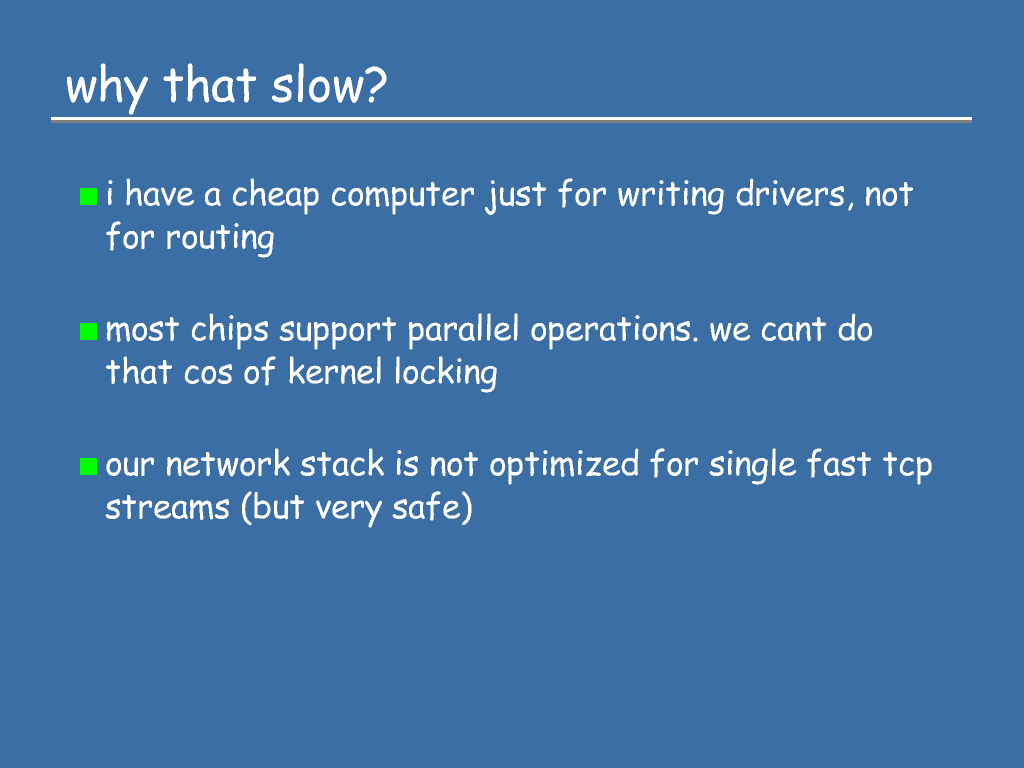 why that slow?
i have a cheap computer just for writing drivers, not
for routing
most chips support parallel operations. we cant do
that cos of kernel locking
our network stack is not optimized for single fast tcp
streams (but very safe)